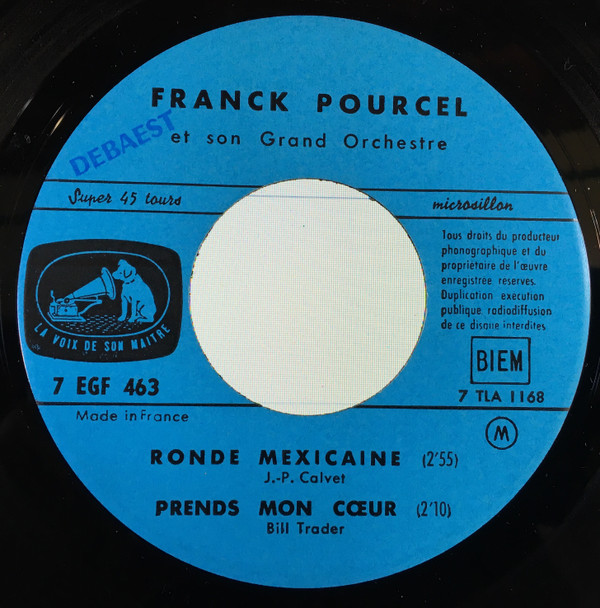 FRANCK POURCEL
et son Grand Orchestre
DEBAEST
Super 45 tours
microsillon
Tous droits du producteur
phonographique et du
propriétaire de l'œuvre
enregistrée réservés.
Duplication exécution
publique radiodiffusion
de ce disque interdites
LA VOIX DE SON MAITRE
BIEM
7 EGF 463
7 TLA 1168
Made in France
M
RONDE MEXICAINE (2'55)
J.-P. Calvet
PRENDS MON CŒUR (2'10)
Bill Trader